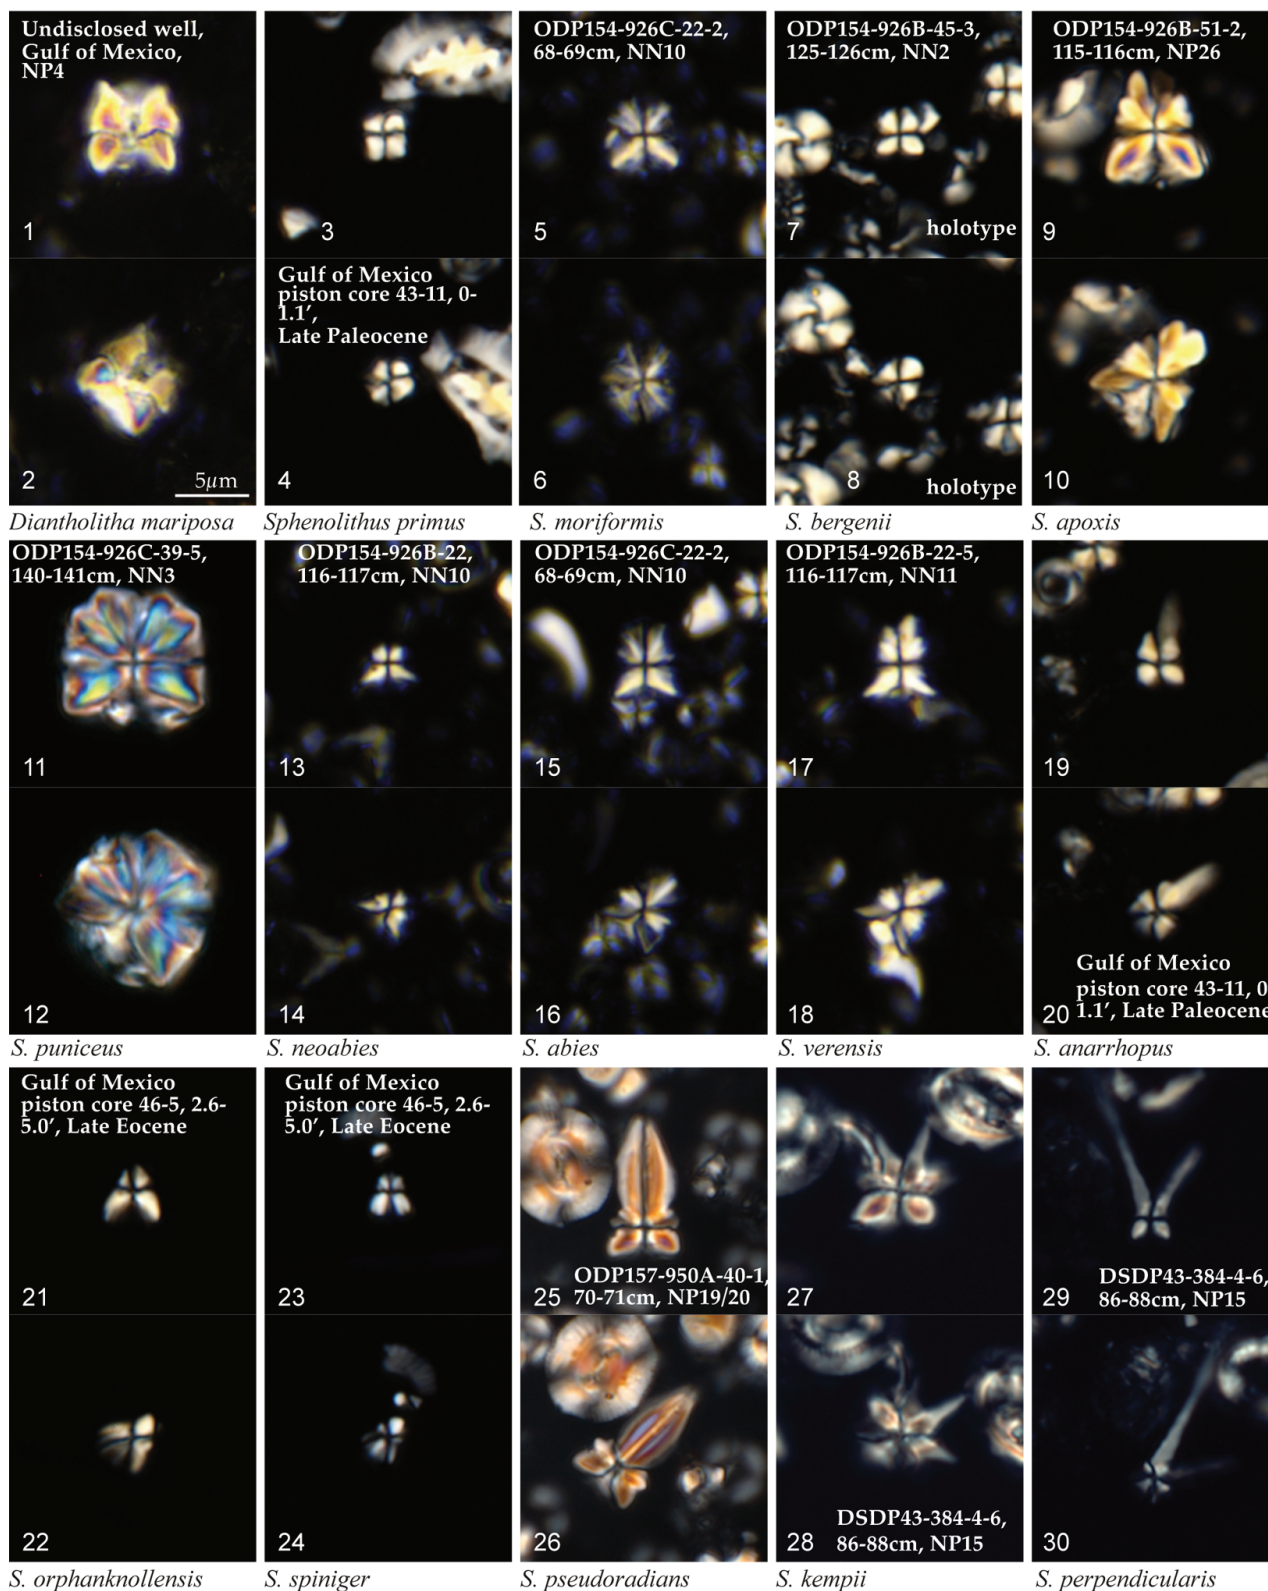 Undisclosed well,
Gulf of Mexico,
NP4
1
3
ODP154-926C-22-2,
68-69cm, NN10
5
ODP154-926B-45-3,
125-126cm, NN2
7
holotype
ODP154-926B-51-2,
115-116cm, NP26
9
2
5µm
Gulf of Mexico
piston core 43-11, 0-
1.1’,
Late Paleocene
4
6
8
holotype
10
Diantholitha mariposa
Sphenolithus primus
S. moriformis
S. bergenii
S. apoxis
ODP154-926C-39-5,
140-141cm, NN3
11
ODP154-926B-22,
116-117cm, NN10
13
ODP154-926C-22-2,
68-69cm, NN10
15
ODP154-926B-22-5,
116-117cm, NN11
17
19
12
14
16
18
Gulf of Mexico
piston core 43-11, 0
20 1.1’, Late Paleocene
S. puniceus
S. neoabies
S. abies
S. verensis
S. anarrhopus
Gulf of Mexico
piston core 46-5, 2.6-
5.0’, Late Eocene
21
Gulf of Mexico
piston core 46-5, 2.6-
5.0’, Late Eocene
23
ODP157-950A-40-1,
25 70-71cm, NP19/20
27
DSDP43-384-4-6,
29 86-88cm, NP15
22
24
26
DSDP43-384-4-6,
28 86-88cm, NP15
30
S. orphanknollensis
S. spiniger
S. pseudoradians
S. kempii
S. perpendicularis